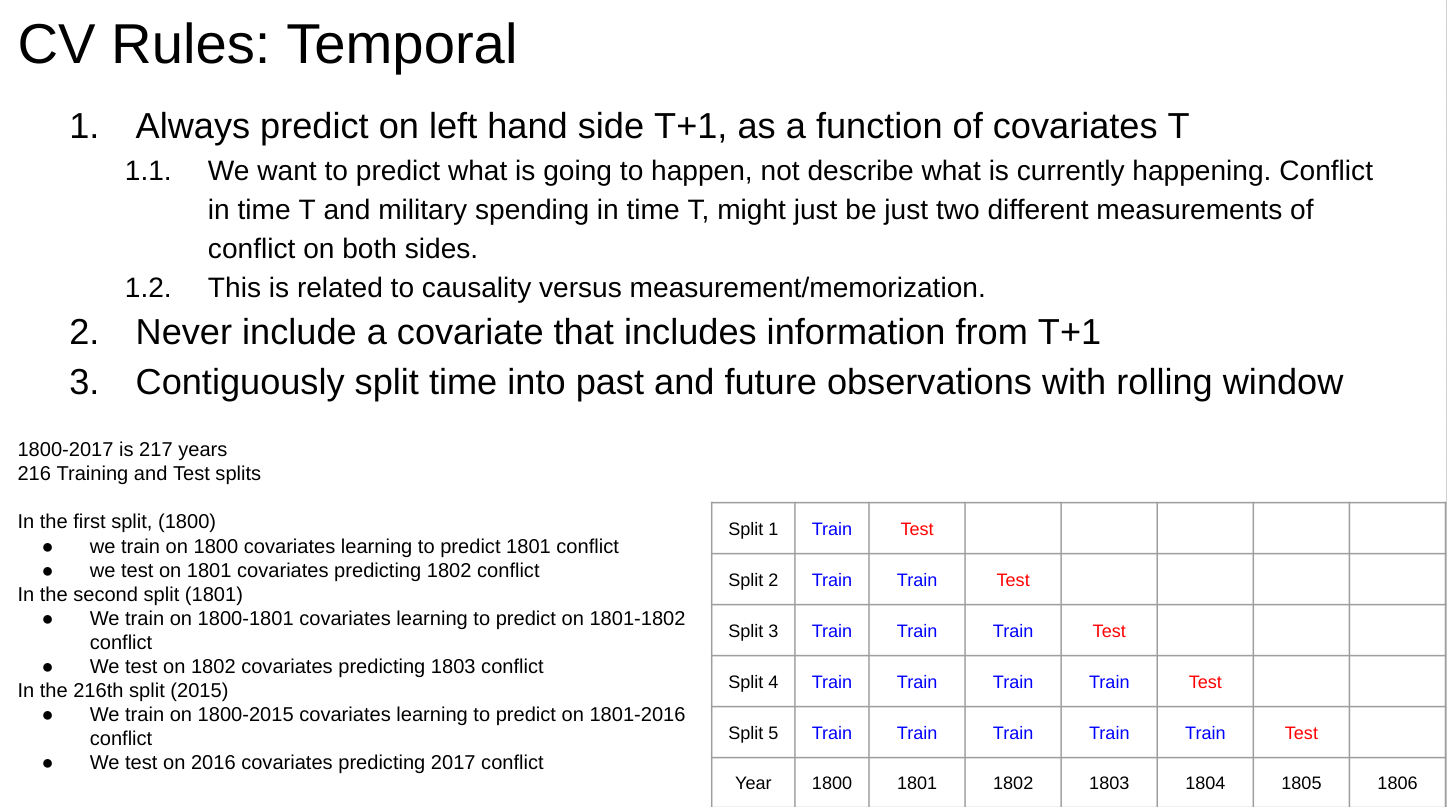 CV Rules: Temporal
1. Always predict on left hand side T+1, as a function of covariates T
1.1. We want to predict what is going to happen, not describe what is currently happening. Conflict
in time T and military spending in time T, might just be just two different measurements of
conflict on both sides.
1.2. This is related to causality versus measurement/memorization.
2. Never include a covariate that includes information from T+1
3. Contiguously split time into past and future observations with rolling window
1800-2017 is 217 years
216 Training and Test splits
In the first split, (1800)
● we train on 1800 covariates learning to predict 1801 conflict
● we test on 1801 covariates predicting 1802 conflict
In the second split (1801)
● We train on 1800-1801 covariates learning to predict on 1801-1802
conflict
● We test on 1802 covariates predicting 1803 conflict
In the 216th split (2015)
● We train on 1800-2015 covariates learning to predict on 1801-2016
conflict
● We test on 2016 covariates predicting 2017 conflict
Split 1 Train Test
Split 2 Train Train Test
Split 3 Train Train Train Test
Split 4 Train Train Train Train Test
Split 5 Train Train Train Train Train Test
Year 1800 1801 1802 1803 1804 1805 1806